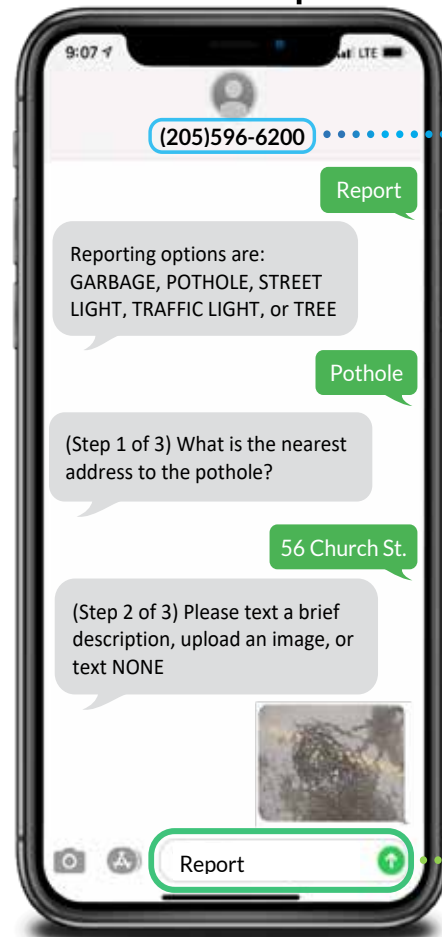 9:07
LTE
(205)596-6200
Report
Reporting options are:
GARBAGE, POTHOLE, STREET
LIGHT, TRAFFIC LIGHT, or TREE
Pothole
(Step 1 of 3) What is the nearest
address to the pothole?
56 Church St.
(Step 2 of 3) Please text a brief
description, upload an image, or
text NONE
Report